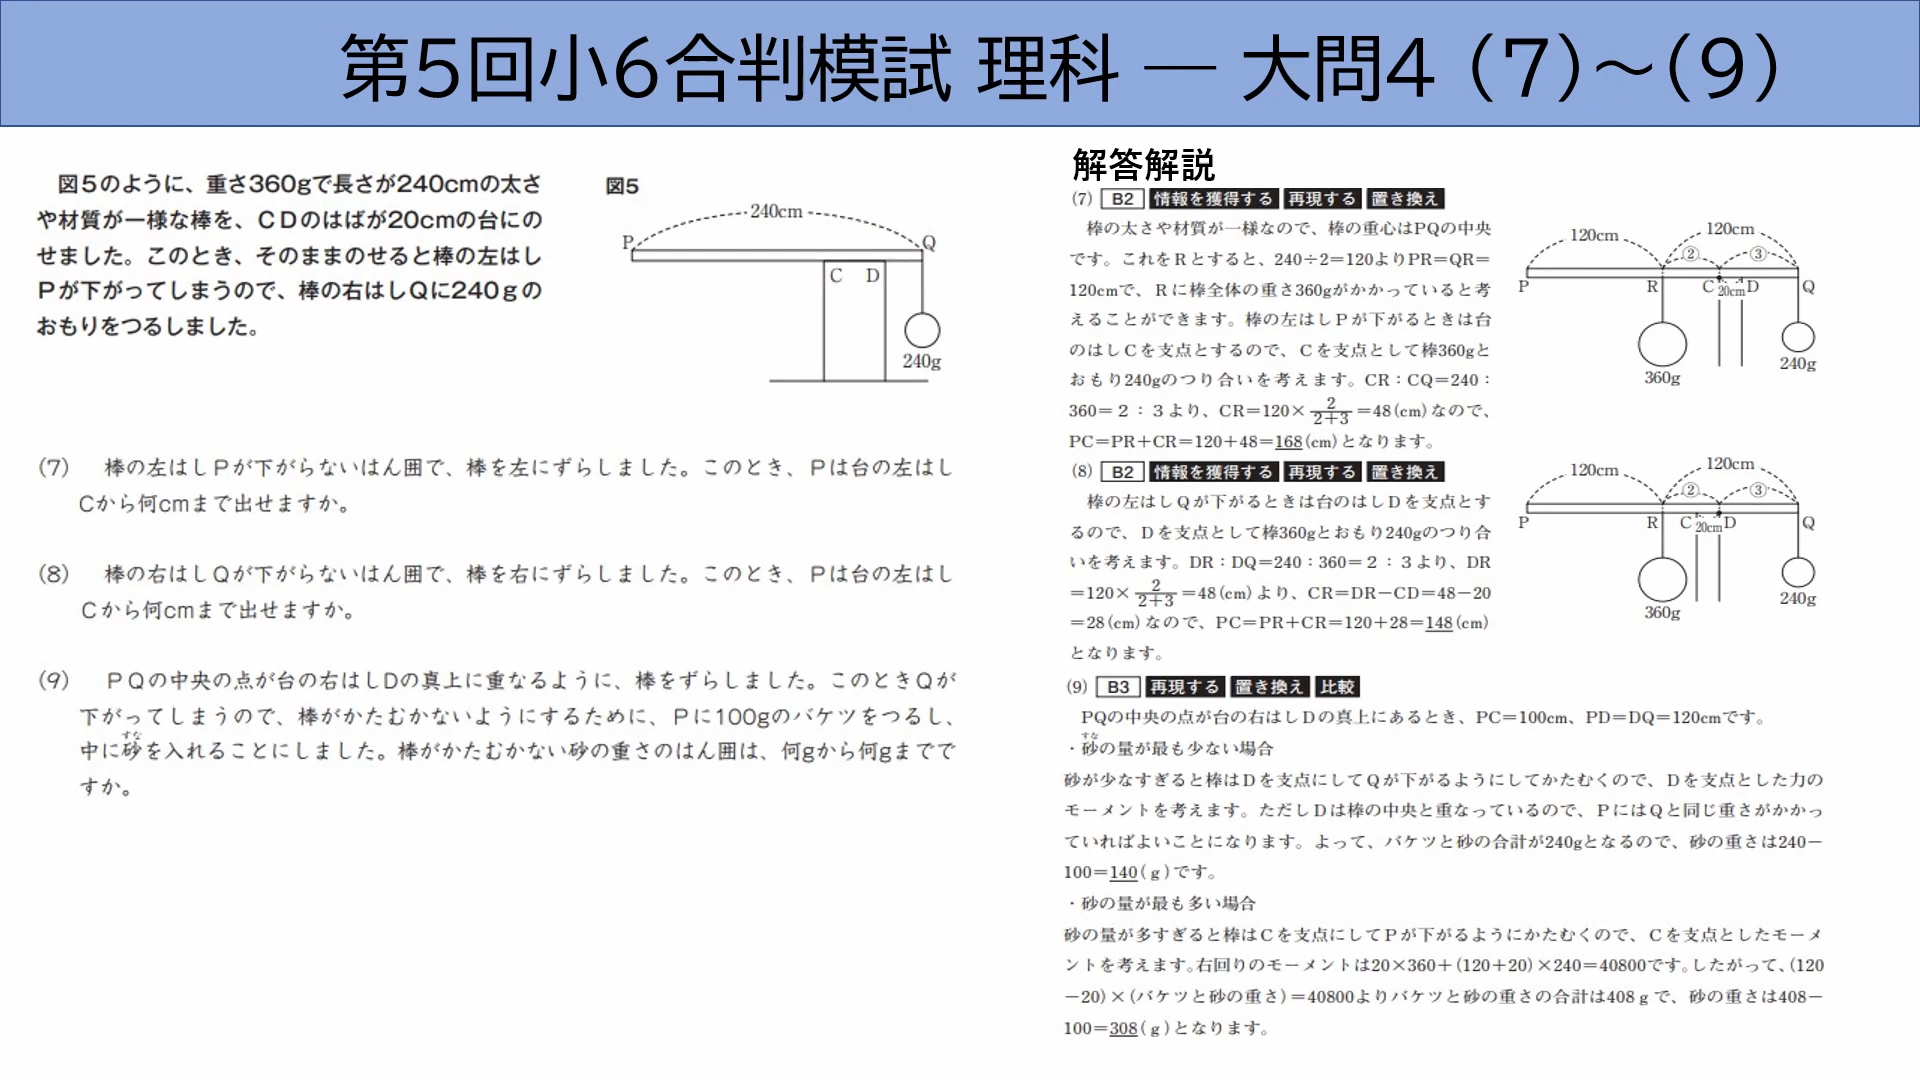 第5回小6合判模試 理科 ― 大問4（7）～（9）
図5のように、重さ360gで長さが240cmの太さ
や材質が一様な棒を、CDのはばが20cmの台にの
せました。このとき、そのままのせると棒の左はし
Pが下がってしまうので、棒の右はしQに240gの
おもりをつるしました。
図5
240cm
P
Q
C D
240g
(7) 棒の左はしPが下がらないはん囲で、棒を左にずらしました。このとき、Pは台の左はし
Cから何cmまで出せますか。
(8) 棒の右はしQが下がらないはん囲で、棒を右にずらしました。このとき、Pは台の左はし
Cから何cmまで出せますか。
(9) PQの中央の点が台の右はしDの真上に重なるように、棒をずらしました。このときQが
下がってしまうので、棒がかたむかないようにするために、Pに100gのバケツをつるし、
すな
中に砂を入れることにしました。棒がかたむかない砂の重さのはん囲は、何gから何gまでで
すか。
解答解説
(7) B2 情報を獲得する 再現する 置き換え
棒の太さや材質が一様なので、棒の重心はPQの中央
です。これをRとすると、240÷2＝120よりPR＝QR＝
120cmで、Rに棒全体の重さ360gがかかっていると考
えることができます。棒の左はしPが下がるときは台
のはしCを支点とするので、Cを支点として棒360gと
おもり240gのつり合いを考えます。CR：CQ＝240：
360＝2：3より、CR＝120× 2/2+3 ＝48(cm)なので、
PC＝PR＋CR＝120＋48＝168(cm)となります。
120cm
120cm
② ③
P R C 20cm D Q
360g
240g
(8) B2 情報を獲得する 再現する 置き換え
棒の左はしQが下がるときは台のはしDを支点とす
るので、Dを支点として棒360gとおもり240gのつり合
いを考えます。DR：DQ＝240：360＝2：3より、DR
＝120× 2/2+3 ＝48(cm)より、CR＝DR－CD＝48－20
＝28(cm)なので、PC＝PR＋CR＝120＋28＝148(cm)
となります。
120cm
120cm
② ③
P R C 20cm D Q
360g
240g
(9) B3 再現する 置き換え 比較
PQの中央の点が台の右はしDの真上にあるとき、PC＝100cm、PD＝DQ＝120cmです。
すな
・砂の量が最も少ない場合
砂が少なすぎると棒はDを支点にしてQが下がるようにしてかたむくので、Dを支点とした力の
モーメントを考えます。ただしDは棒の中央と重なっているので、PにはQと同じ重さがかかっ
ていればよいことになります。よって、バケツと砂の合計が240gとなるので、砂の重さは240－
100＝140(g)です。
・砂の量が最も多い場合
砂の量が多すぎると棒はCを支点にしてPが下がるようにかたむくので、Cを支点としたモーメ
ントを考えます。右回りのモーメントは20×360＋(120＋20)×240＝40800です。したがって、(120
－20)×(バケツと砂の重さ)＝40800よりバケツと砂の重さの合計は408gで、砂の重さは408－
100＝308(g)となります。